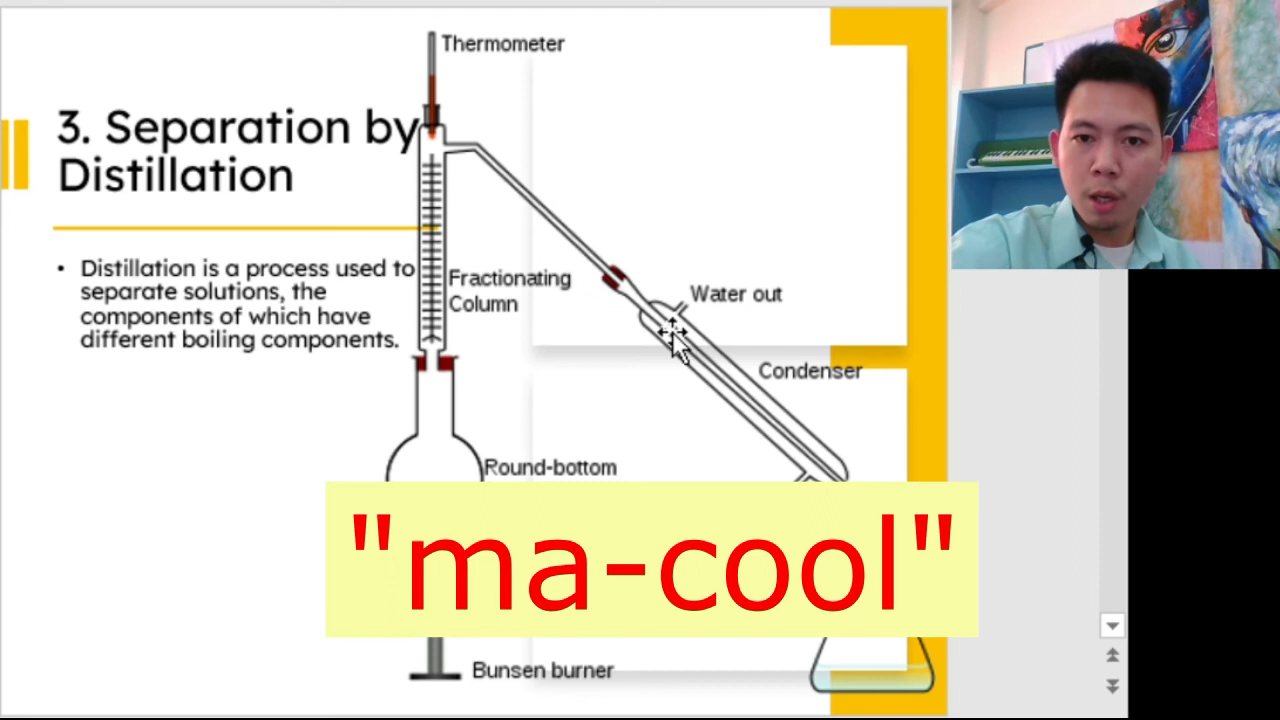 Thermometer
3. Separation by
Distillation
• Distillation is a process used to
separate solutions, the
components of which have
different boiling components.
Fractionating
Column
Water out
Condenser
Round-bottom
"ma-cool"
Bunsen burner